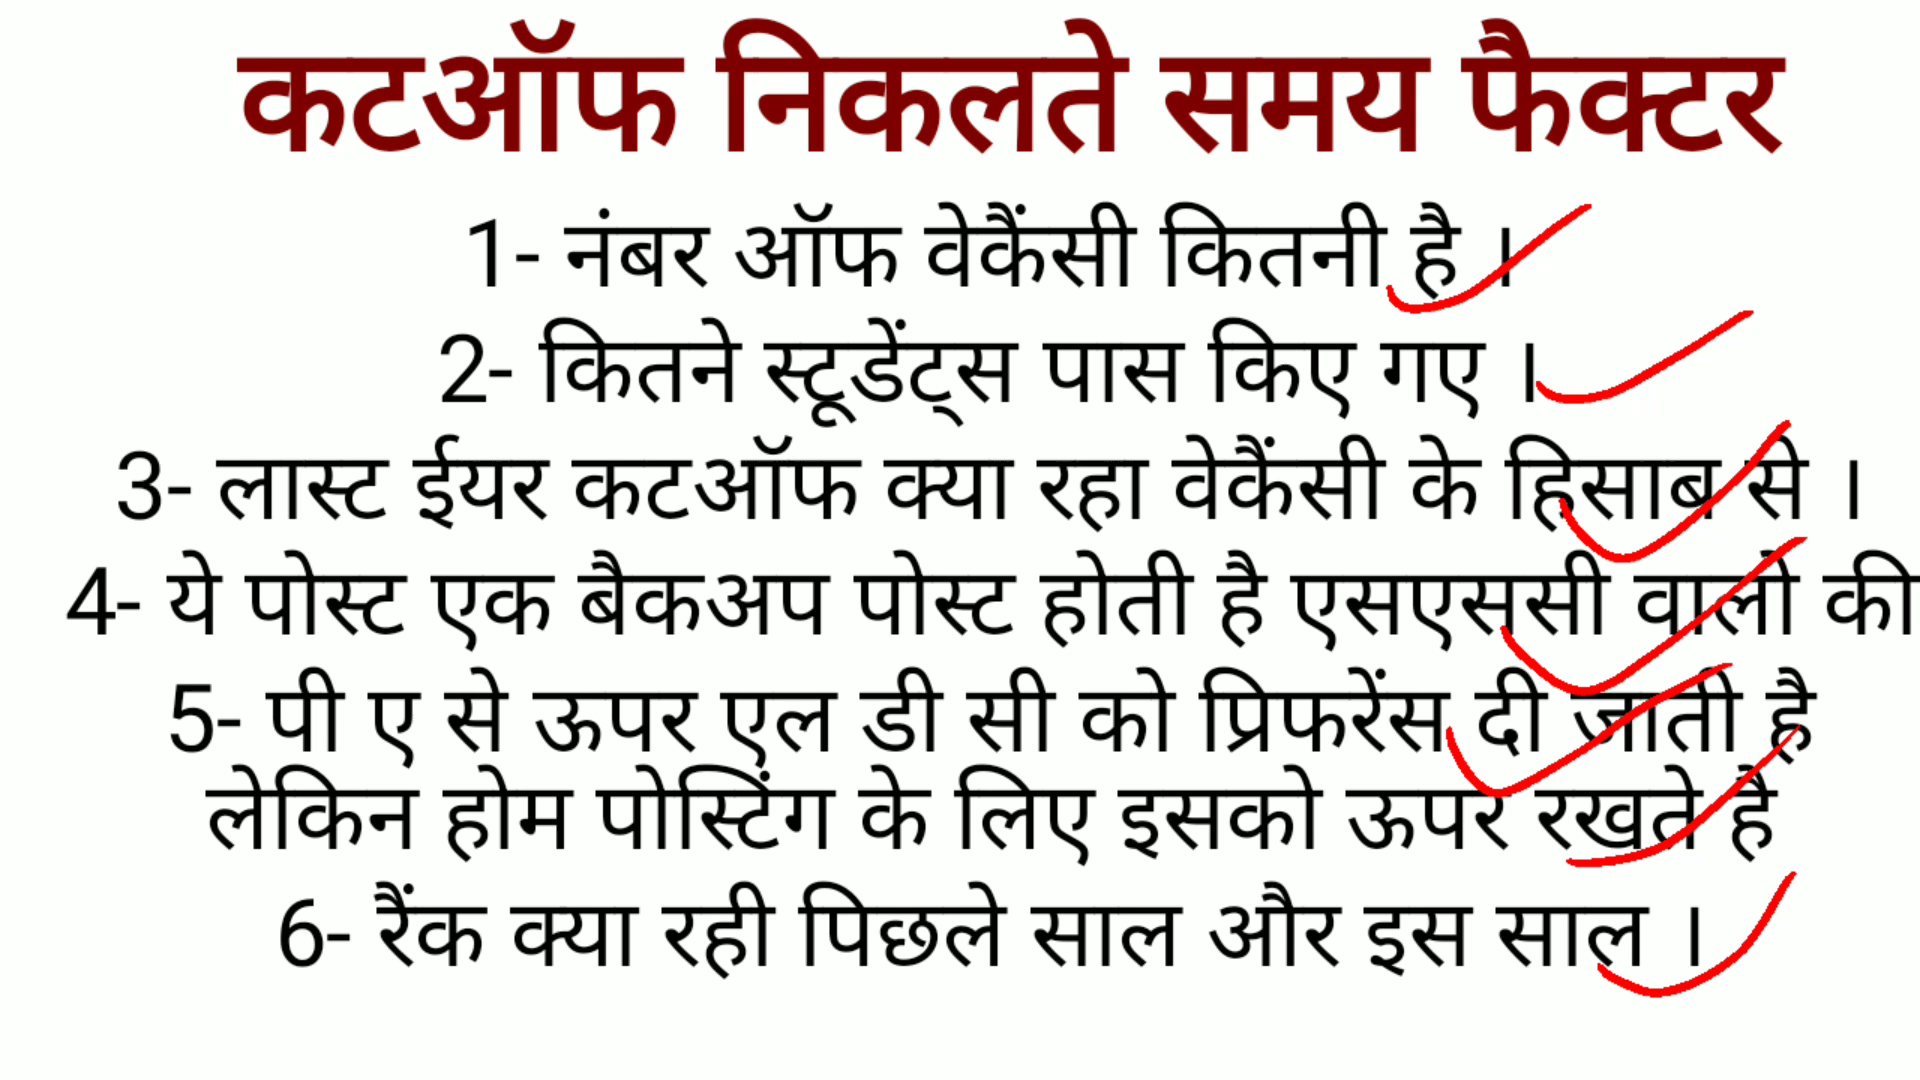 कटऑफ निकलते समय फैक्टर
1- नंबर ऑफ वेकैंसी कितनी है ।
2- कितने स्टूडेंट्स पास किए गए ।
3- लास्ट ईयर कटऑफ क्या रहा वेकैंसी के हिसाब से ।
4- ये पोस्ट एक बैकअप पोस्ट होती है एसएससी वालो की
5- पी ए से ऊपर एल डी सी को प्रिफरेंस दी जाती है
लेकिन होम पोस्टिंग के लिए इसको ऊपर रखते है
6- रैंक क्या रही पिछले साल और इस साल ।